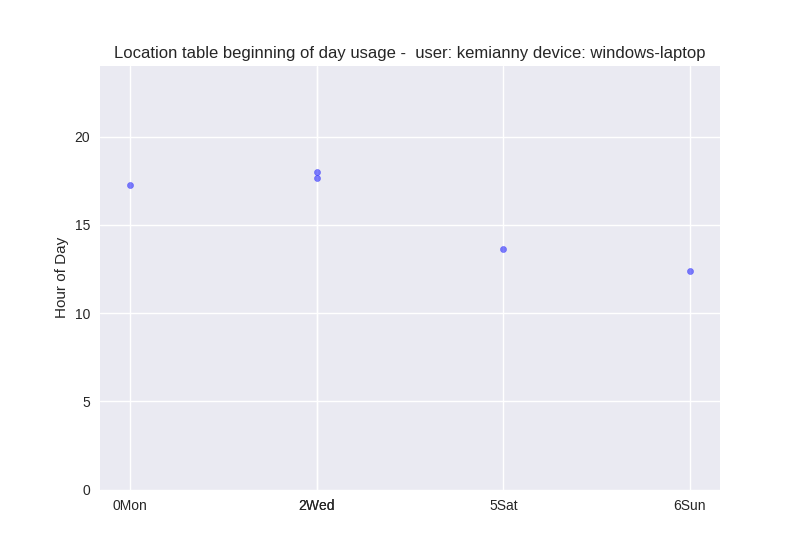 Location table beginning of day usage -  user: kemianny device: windows-laptop
20
15
10
5
0
Hour of Day
0Mon
2Wed
5Sat
6Sun